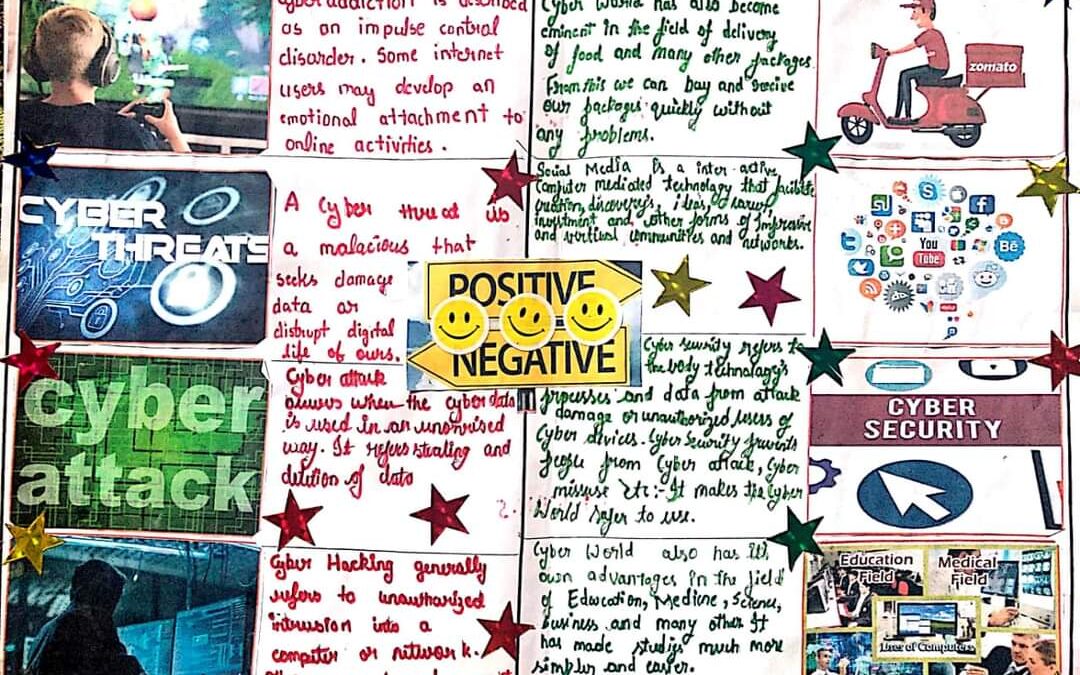 Cyber addiction is described
as an impulse control
disorder. Some internet
users may develop an
emotional attachment to
online activities.
Cyber World has also become
eminent in the field of delivery
of food and many other packages.
From this we can buy and receive
our packages quickly without
any problems.
zomato
CYBER
THREATS
A Cyber threat is
a malacious that
seeks damage
data or
distrupt digital
life of ours.
Social Media is a inter active
Computer mediated technology that facilitate
creation, discovery's, ideas,
investment and other forms of
and virtual communities and networks.
You
Tube
Bē
POSITIVE
NEGATIVE
cyber
attack
Cyber attack
when the cyber data
is used in an
way. It refers stealing and
deletion of data
Cyber Security refers to
the body technology's
processes and data from attack
damage or unauthorized users of
Cyber devices. Cyber Security prevents
people from Cyber attack, Cyber
missuse etc:- It makes the Cyber
World safer to use.
CYBER
SECURITY
Cyber Hacking generally
refers to unautharized
intrusion into a
computer or network.
Cyber World also has its
own advantages in the field
of Education, Medicine, Science,
Business and many other It
has made studies much more
simpler and easier.
Education
Field
Medical
Field
Uses of Computers